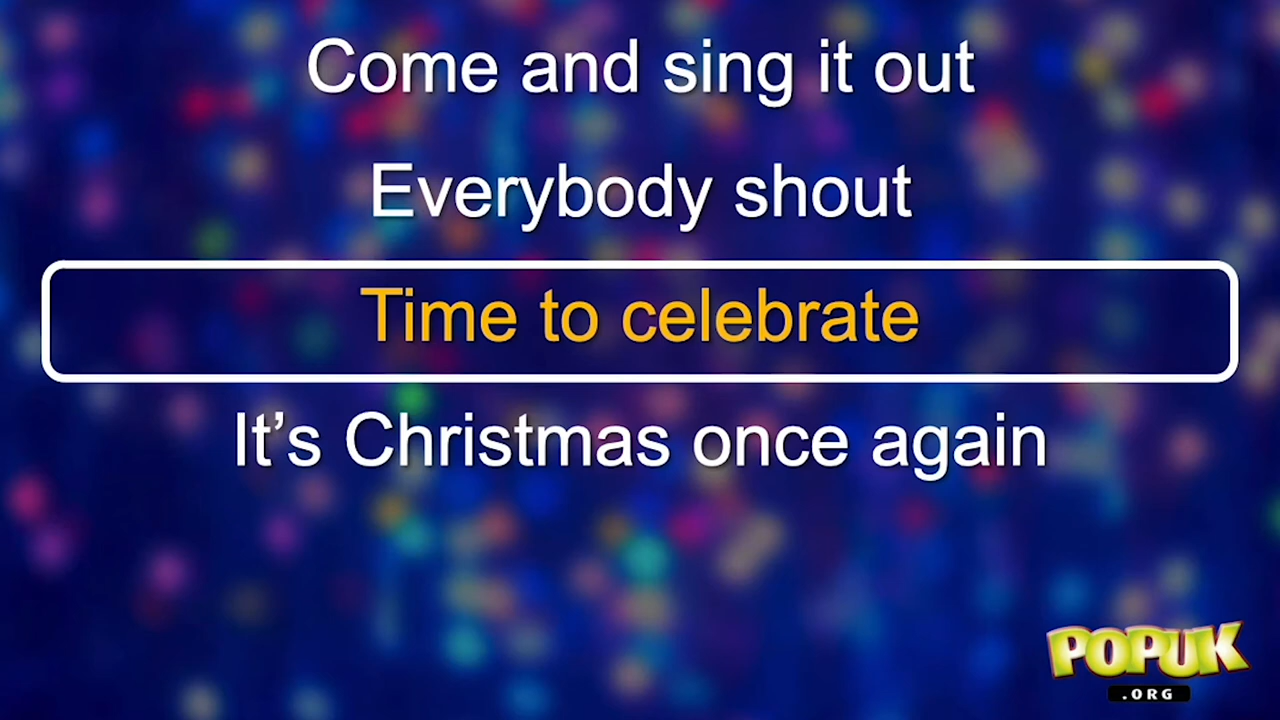 Come and sing it out
Everybody shout
Time to celebrate
It’s Christmas once again
POPUK
.ORG